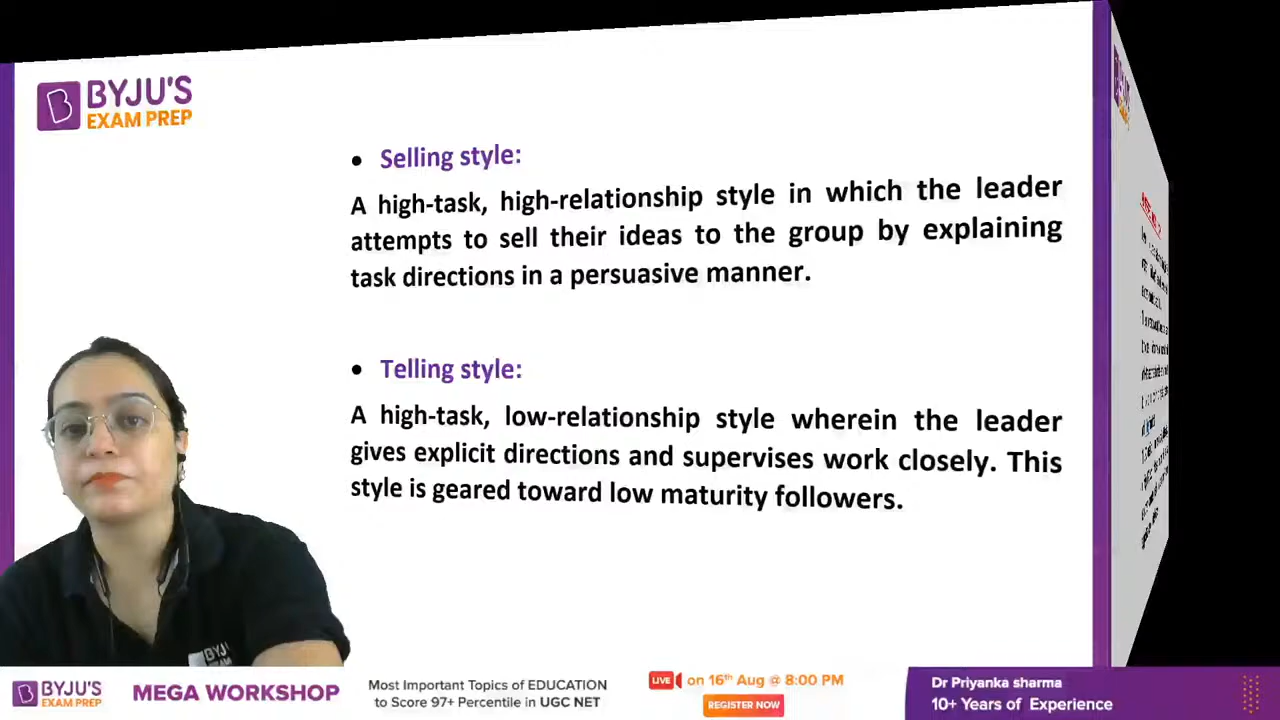 BYJU'S
EXAM PREP
• Selling style:
A high-task, high-relationship style in which the leader
attempts to sell their ideas to the group by explaining
task directions in a persuasive manner.
• Telling style:
A high-task, low-relationship style wherein the leader
gives explicit directions and supervises work closely. This
style is geared toward low maturity followers.
BYJU'S
EXAM PREP
MEGA WORKSHOP
Most Important Topics of EDUCATION
to Score 97+ Percentile in UGC NET
LIVE on 16th Aug @ 8:00 PM
REGISTER NOW
Dr Priyanka sharma
10+ Years of Experience